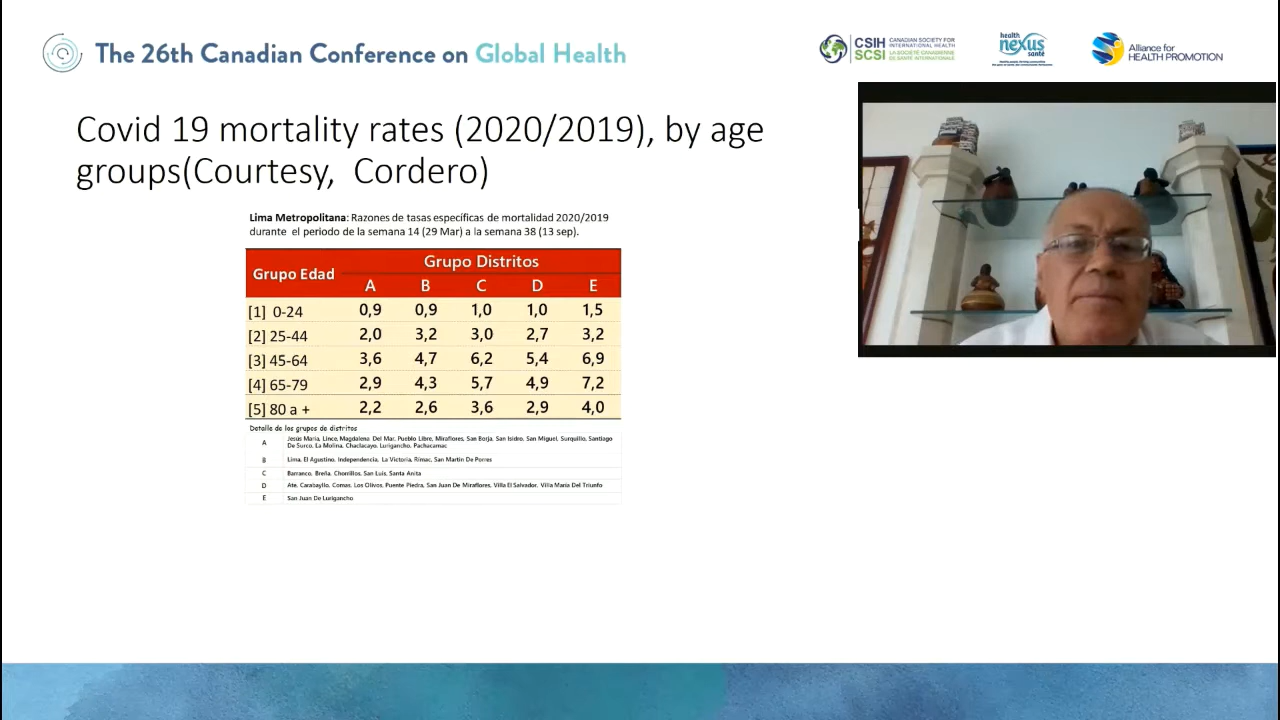 The 26th Canadian Conference on Global Health
CSIH SCSI
CANADIAN SOCIETY FOR INTERNATIONAL HEALTH
LA SOCIÉTÉ CANADIENNE DE SANTÉ INTERNATIONALE
health nexus santé
Alliance for
HEALTH PROMOTION
Covid 19 mortality rates (2020/2019), by age
groups(Courtesy, Cordero)
Lima Metropolitana: Razones de tasas específicas de mortalidad 2020/2019
durante el periodo de la semana 14 (29 Mar) a la semana 38 (13 sep).
Grupo Edad Grupo Distritos
A B C D E
[1] 0-24 0,9 0,9 1,0 1,0 1,5
[2] 25-44 2,0 3,2 3,0 2,7 3,2
[3] 45-64 3,6 4,7 6,2 5,4 6,9
[4] 65-79 2,9 4,3 5,7 4,9 7,2
[5] 80 a + 2,2 2,6 3,6 2,9 4,0
Detalle de los grupos de distritos
A Jesús María, Lince, Magdalena Del Mar, Pueblo Libre, Miraflores, San Borja, San Isidro, San Miguel, Surquillo, Santiago
De Surco, La Molina, Chaclacayo, Lurigancho, Pachacamac
B Lima, El Agustino, Independencia, La Victoria, Rímac, San Martín De Porres
C Barranco, Breña, Chorrillos, San Luis, Santa Anita
D Ate, Carabayllo, Comas, Los Olivos, Puente Piedra, San Juan De Miraflores, Villa El Salvador, Villa María Del Triunfo
E San Juan De Lurigancho